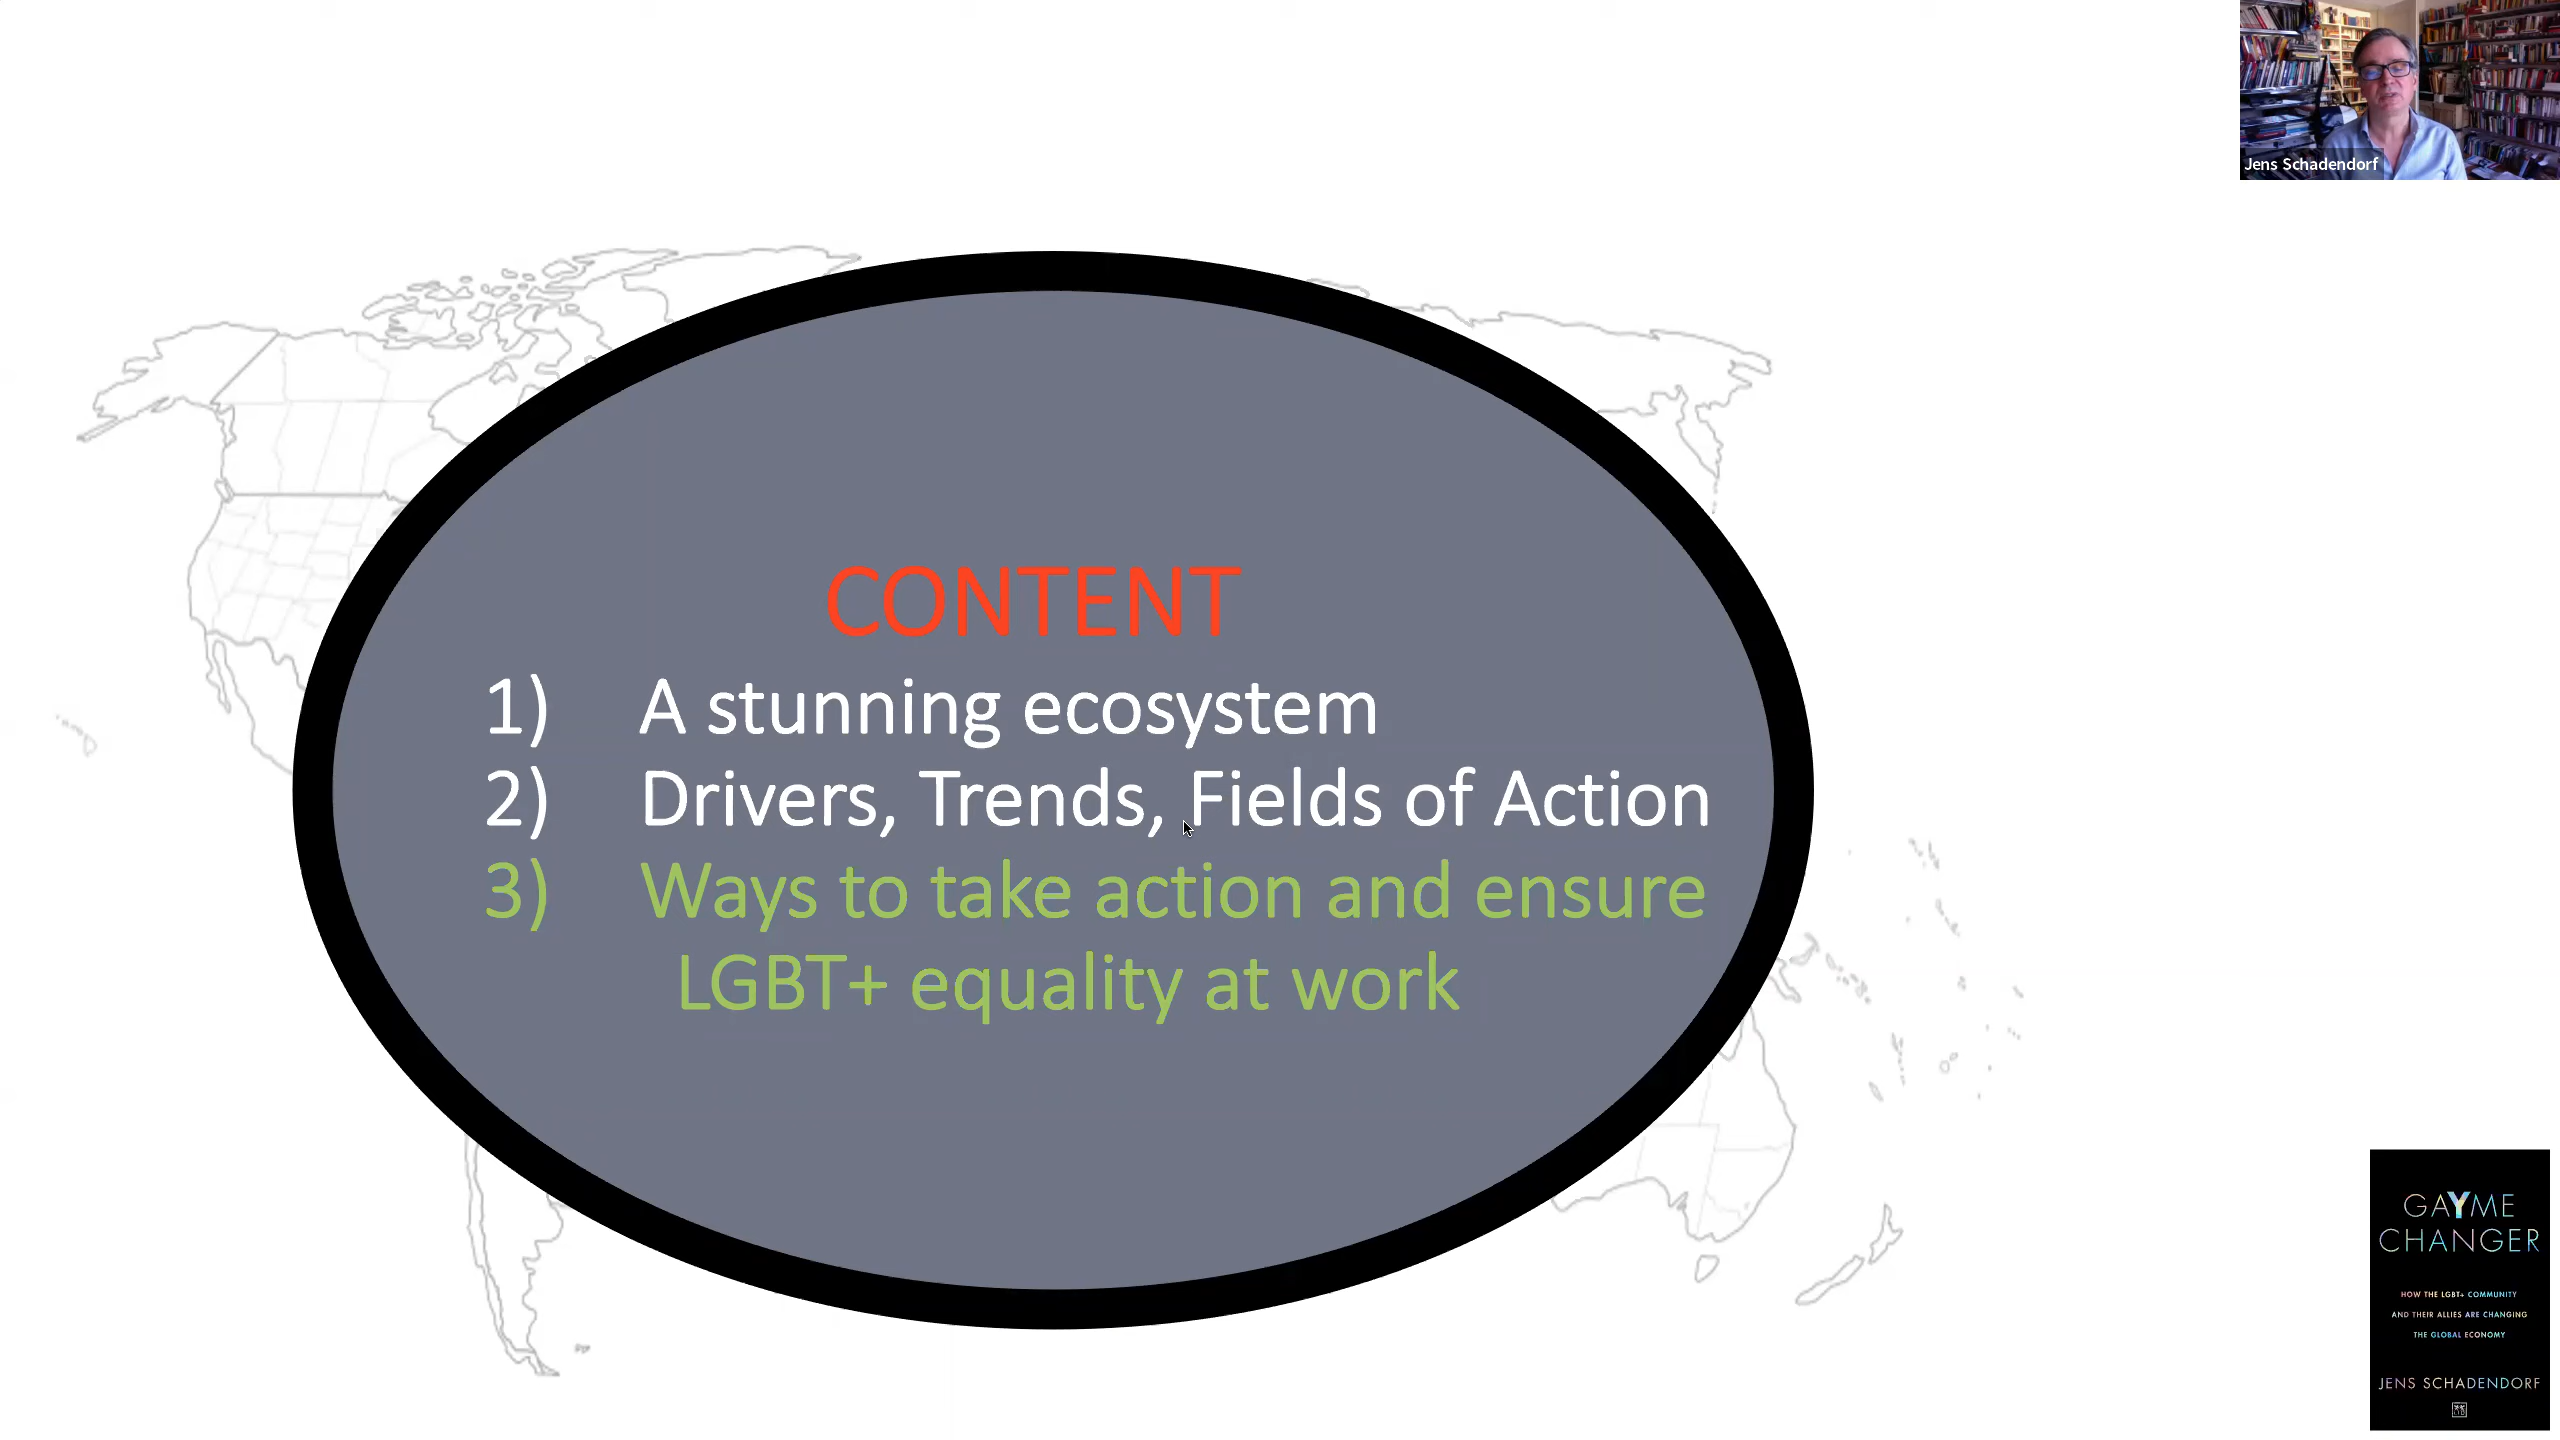 Jens Schadendorf
CONTENT
1) A stunning ecosystem
2) Drivers, Trends, Fields of Action
3) Ways to take action and ensure
LGBT+ equality at work
GAYME
CHANGER
HOW THE LGBT+ COMMUNITY
AND THEIR ALLIES ARE CHANGING
THE GLOBAL ECONOMY
JENS SCHADENDORF